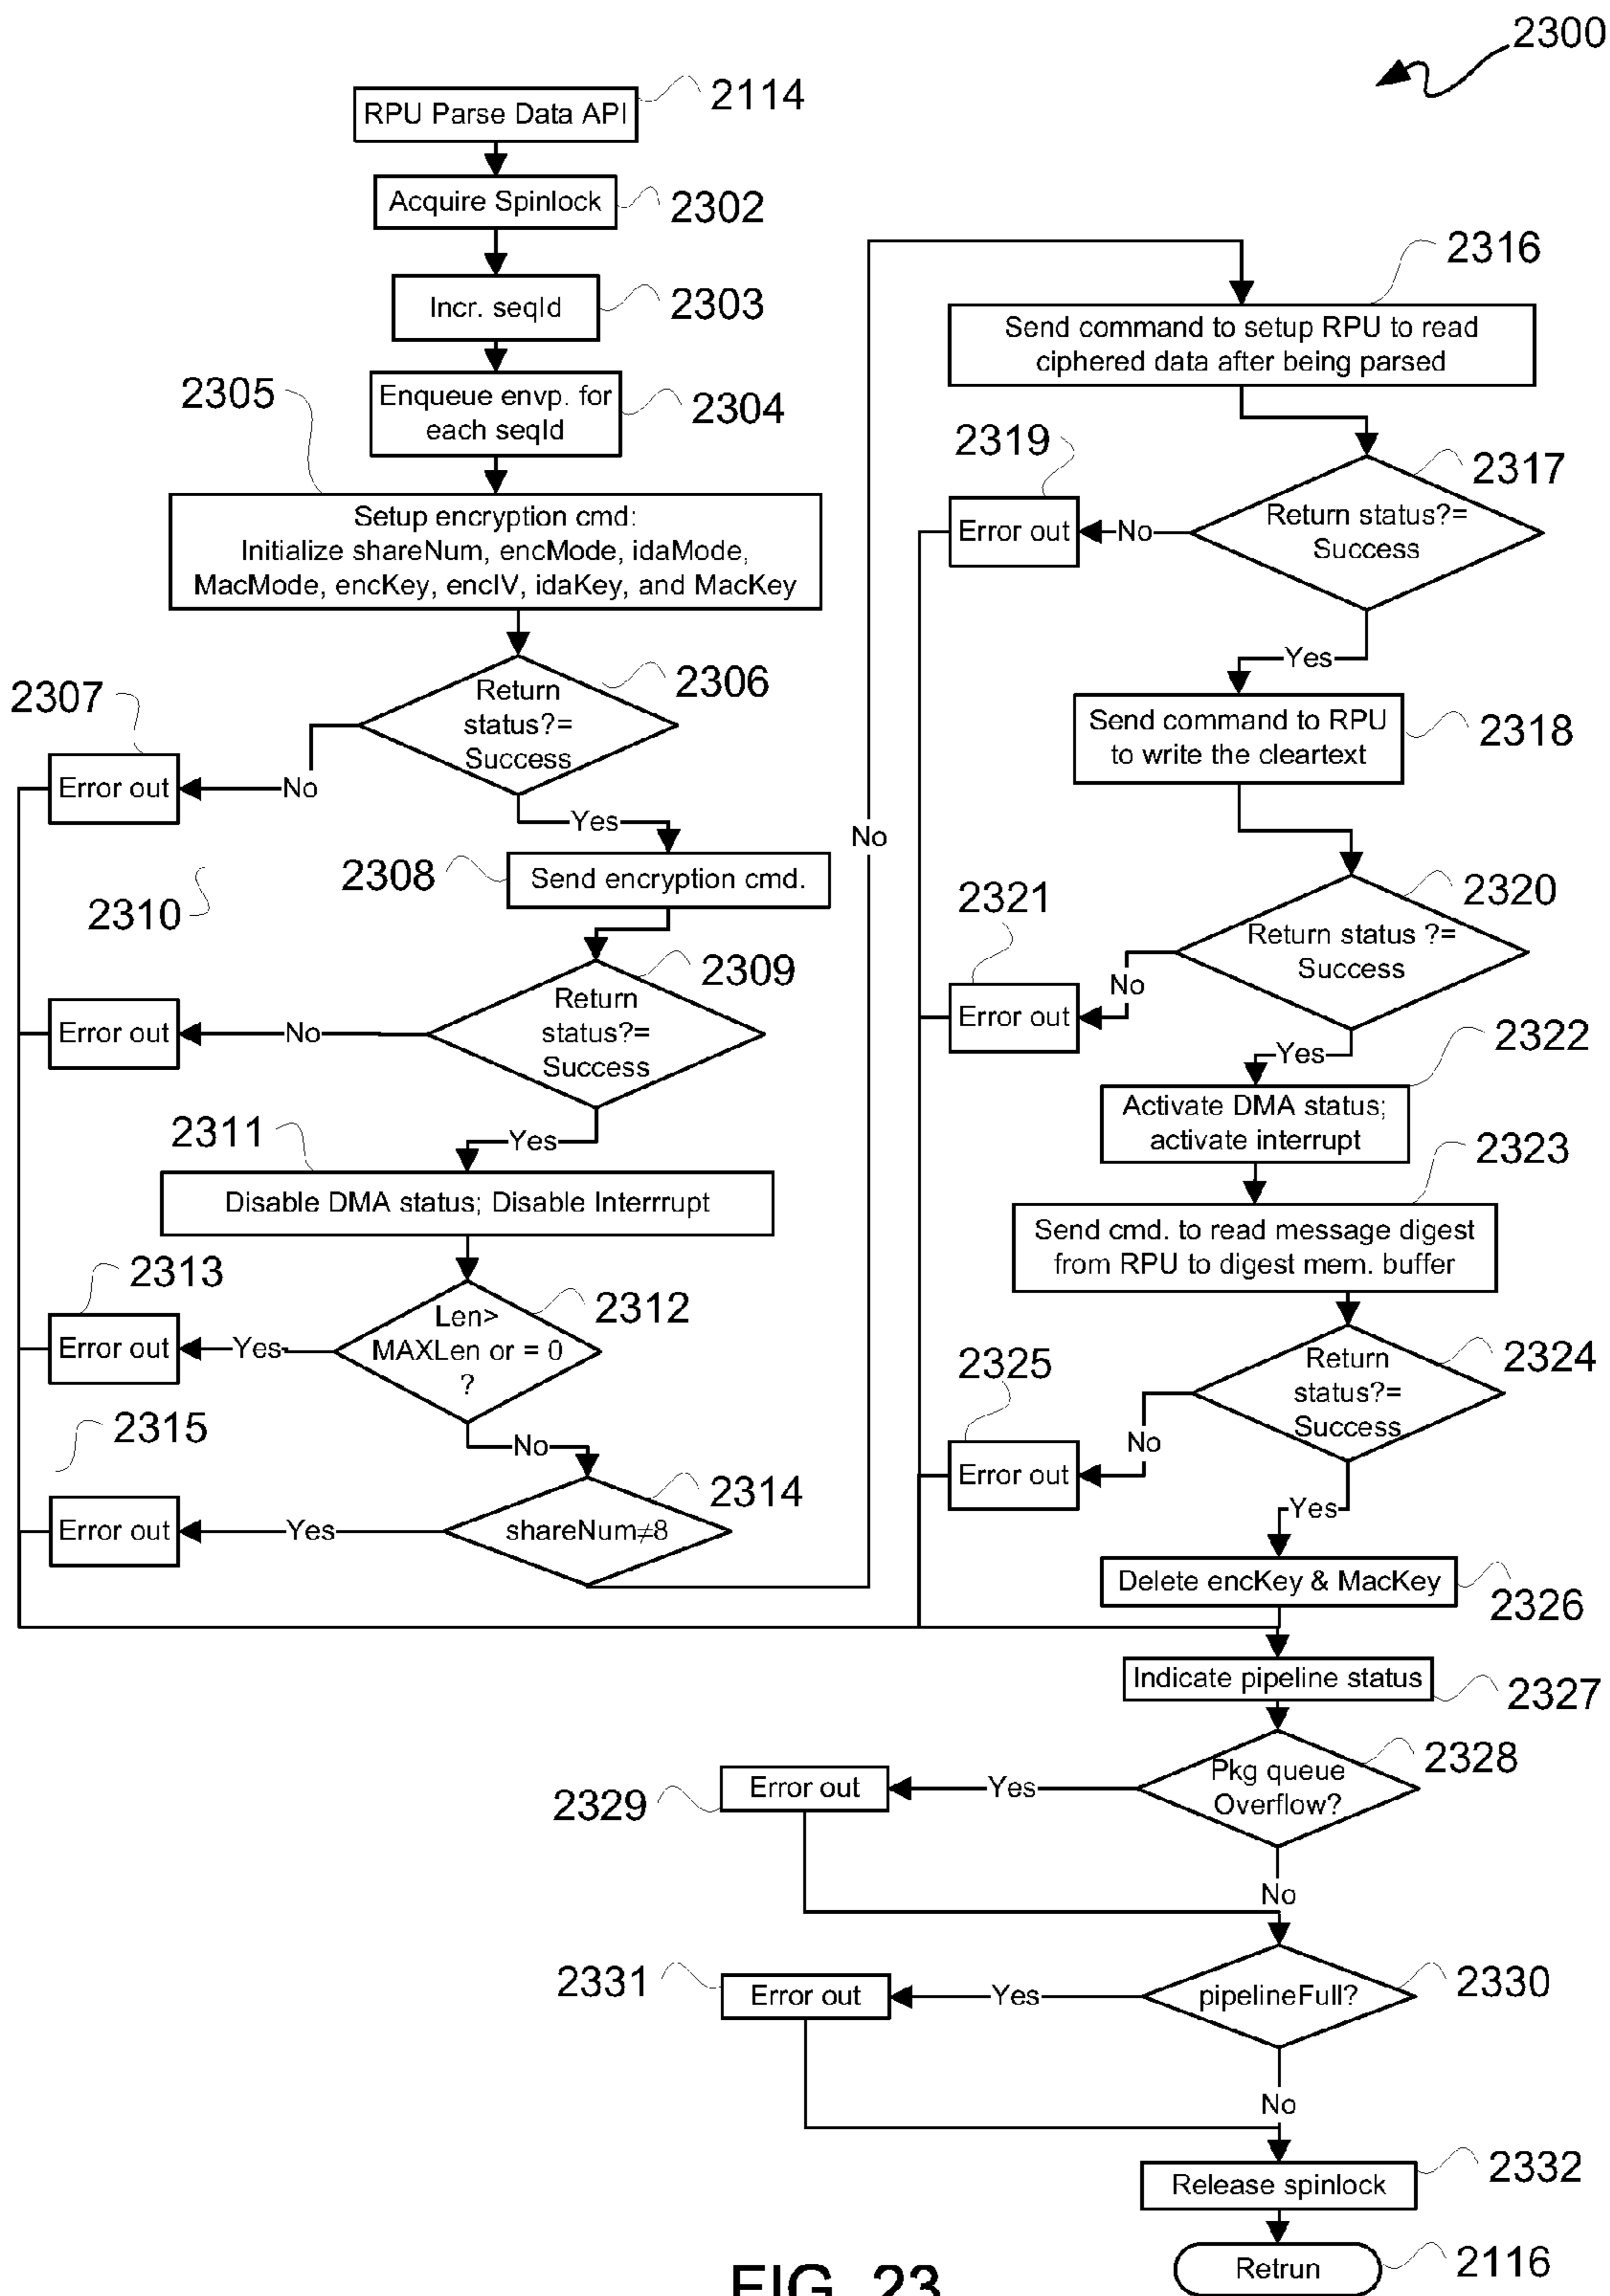 2300
RPU Parse Data API
2114
Acquire Spinlock
2302
Incr. seqId
2303
Enqueue envp. for
each seqId
2304
2305
Setup encryption cmd:
Initialize shareNum, encMode, idaMode,
MacMode, encKey, encIV, idaKey, and MacKey
Return
status?=
Success
2306
2307
Error out
No
Yes
2308
Send encryption cmd.
2310
Return
status?=
Success
2309
Error out
No
Yes
2311
Disable DMA status; Disable Interrrupt
2313
Len>
MAXLen or = 0
?
2312
Error out
Yes
No
2315
shareNum≠8
2314
Error out
Yes
No
2316
Send command to setup RPU to read
ciphered data after being parsed
2319
Return status?=
Success
2317
Error out
No
Yes
Send command to RPU
to write the cleartext
2318
2321
Return status ?=
Success
2320
Error out
No
Yes
2322
Activate DMA status;
activate interrupt
2323
Send cmd. to read message digest
from RPU to digest mem. buffer
2325
Return
status?=
Success
2324
Error out
No
Yes
Delete encKey & MacKey
2326
Indicate pipeline status
2327
Pkg queue
Overflow?
2328
Yes
Error out
2329
No
pipelineFull?
2330
Yes
Error out
2331
No
Release spinlock
2332
Retrun
2116
FIG. 23